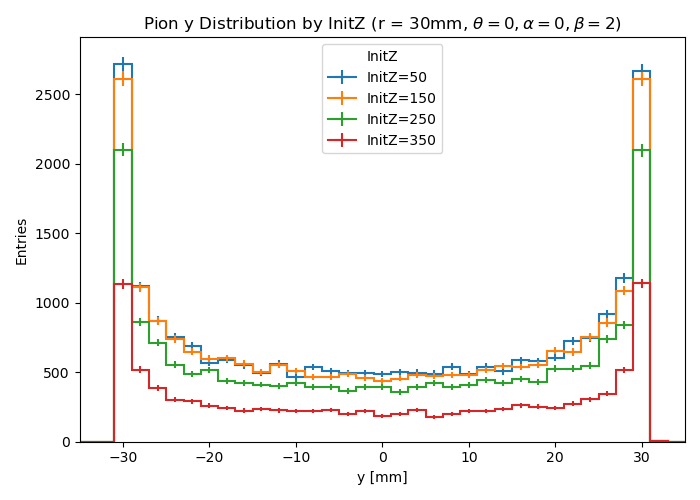 Pion y Distribution by InitZ (r = 30mm, θ = 0, α = 0, β = 2)
InitZ
InitZ=50
InitZ=150
InitZ=250
InitZ=350
Entries
2500
2000
1500
1000
500
0
−30
−20
−10
0
10
20
30
y [mm]